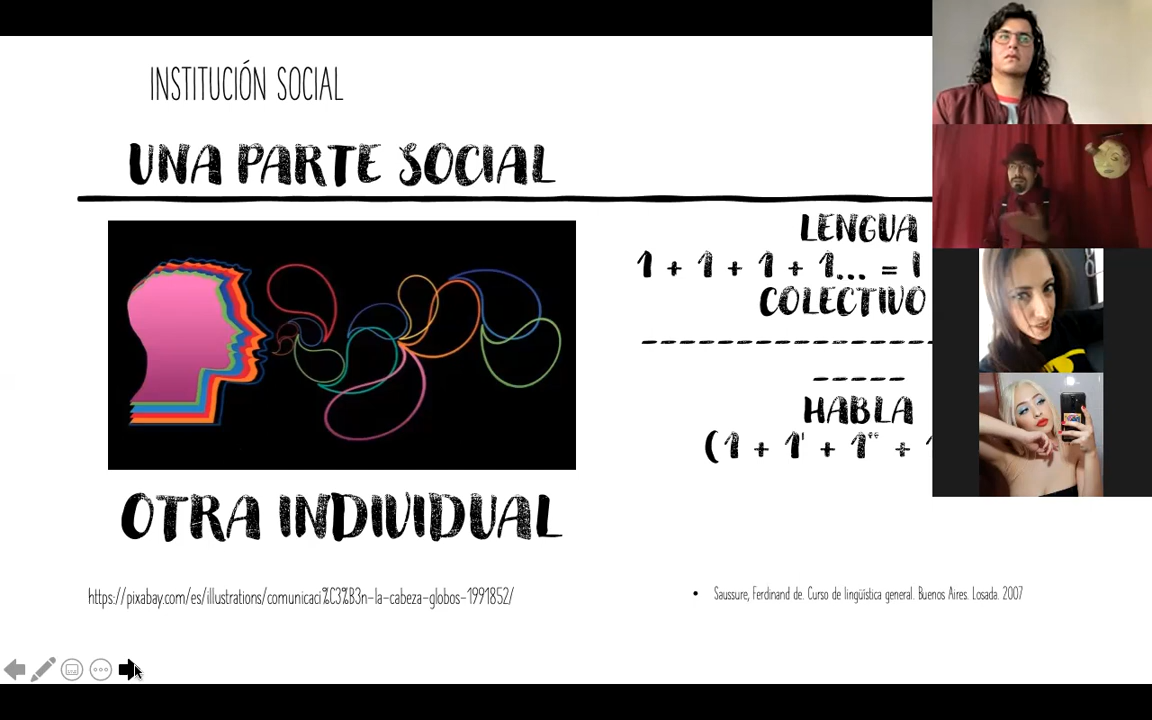 INSTITUCIÓN SOCIAL
UNA PARTE SOCIAL
LENGUA
1 + 1 + 1 + 1... = 1
COLECTIVO
-----------------
-----
HABLA
(1 + 1' + 1'' +
OTRA INDIVIDUAL
https://pixabay.com/es/illustrations/comunicaci%C3%B3n-la-cabeza-globos-1991852/
• Saussure, Ferdinand de. Curso de lingüística general. Buenos Aires. Losada. 2007